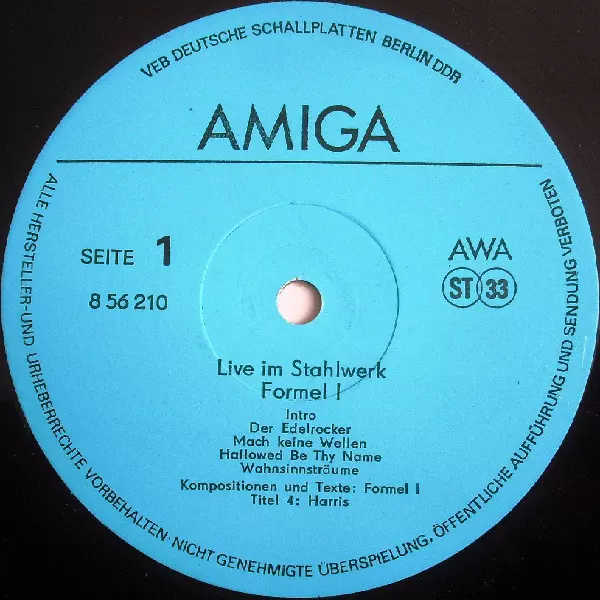 VEB DEUTSCHE SCHALLPLATTEN BERLIN DDR
AMIGA
SEITE 1
8 56 210
AWA
ST 33
Live im Stahlwerk
Formel I
Intro
Der Edelrocker
Mach keine Wellen
Hallowed Be Thy Name
Wahnsinnsträume
Kompositionen und Texte: Formel I
Titel 4: Harris
ALLE HERSTELLER-UND URHEBERRECHTE VORBEHALTEN·NICHT GENEHMIGTE ÜBERSPIELUNG, ÖFFENTLICHE AUFFÜHRUNG UND SENDUNG VERBOTEN